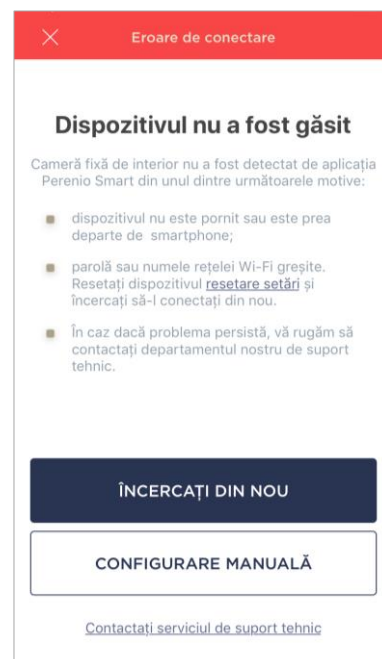 Eroare de conectare
Dispozitivul nu a fost găsit
Cameră fixă de interior nu a fost detectat de aplicația
Perenio Smart din unul dintre următoarele motive:
dispozitivul nu este pornit sau este prea
departe de smartphone;
parolă sau numele rețelei Wi-Fi greșite.
Resetați dispozitivul resetare setări și
încercați să-l conectați din nou.
În caz dacă problema persistă, vă rugăm să
contactați departamentul nostru de suport
tehnic.
ÎNCERCAȚI DIN NOU
CONFIGURARE MANUALĂ
Contactați serviciul de suport tehnic